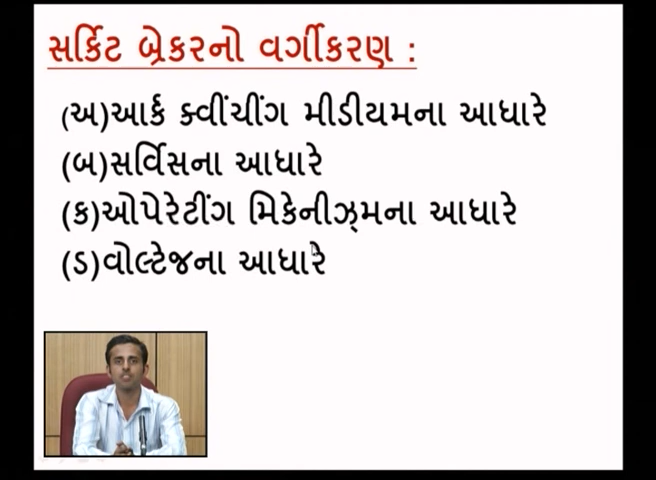 સર્કિટ બ્રેકરનો વર્ગીકરણ :
(અ)આર્ક ક્વીંચીંગ મીડીયમના આધારે
(બ)સર્વિસના આધારે
(ક)ઓપેરેટીંગ મિકેનીઝ્મના આધારે
(ડ)વોલ્ટેજના આધારે